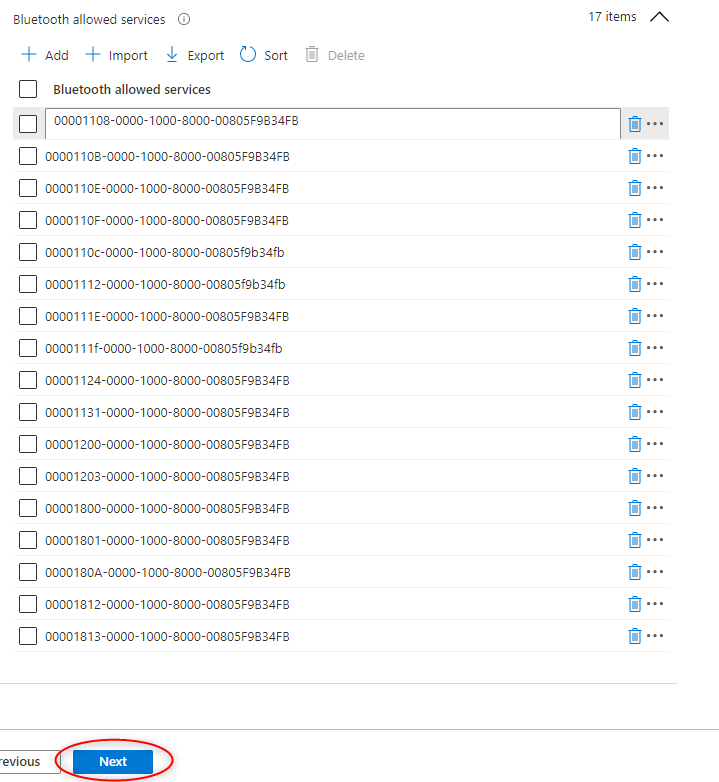 Bluetooth allowed services
17 items
Add Import Export Sort Delete
Bluetooth allowed services
00001108-0000-1000-8000-00805F9B34FB
0000110B-0000-1000-8000-00805F9B34FB
0000110E-0000-1000-8000-00805F9B34FB
0000110F-0000-1000-8000-00805F9B34FB
0000110c-0000-1000-8000-00805f9b34fb
00001112-0000-1000-8000-00805f9b34fb
0000111E-0000-1000-8000-00805F9B34FB
0000111f-0000-1000-8000-00805f9b34fb
00001124-0000-1000-8000-00805F9B34FB
00001131-0000-1000-8000-00805F9B34FB
00001200-0000-1000-8000-00805F9B34FB
00001203-0000-1000-8000-00805F9B34FB
00001800-0000-1000-8000-00805F9B34FB
00001801-0000-1000-8000-00805F9B34FB
0000180A-0000-1000-8000-00805F9B34FB
00001812-0000-1000-8000-00805F9B34FB
00001813-0000-1000-8000-00805F9B34FB
revious Next